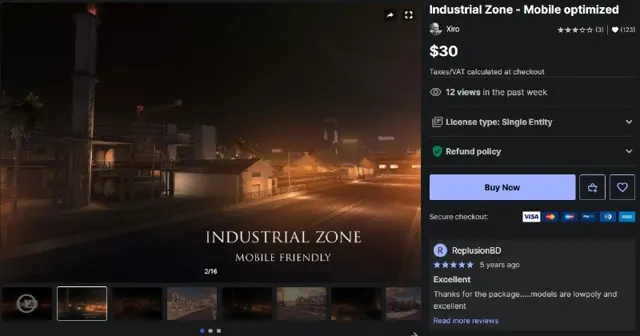 Industrial Zone - Mobile optimized
Xiro
(3) | (123)
$30
Taxes/VAT calculated at checkout
12 views in the past week
License type: Single Entity
Refund policy
Buy Now
Secure checkout:
VISA
INDUSTRIAL ZONE
MOBILE FRIENDLY
2/16
R
ReplusionBD
5 years ago
Excellent
Thanks for the package.....models are lowpoly and
excellent
Read more reviews